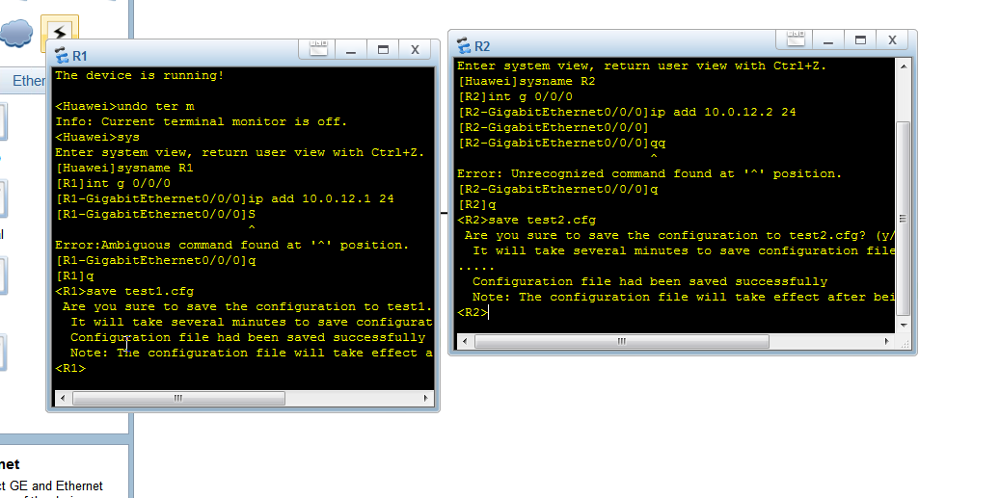 R1
The device is running!
<Huawei>undo ter m
Info: Current terminal monitor is off.
<Huawei>sys
Enter system view, return user view with Ctrl+Z.
[Huawei]sysname R1
[R1]int g 0/0/0
[R1-GigabitEthernet0/0/0]ip add 10.0.12.1 24
[R1-GigabitEthernet0/0/0]S
^
Error:Ambiguous command found at '^' position.
[R1-GigabitEthernet0/0/0]q
[R1]q
<R1>save test1.cfg
Are you sure to save the configuration to test1.
It will take several minutes to save configurat
Configuration file had been saved successfully
Note: The configuration file will take effect a
<R1>
R2
Enter system view, return user view with Ctrl+Z.
[Huawei]sysname R2
[R2]int g 0/0/0
[R2-GigabitEthernet0/0/0]ip add 10.0.12.2 24
[R2-GigabitEthernet0/0/0]
[R2-GigabitEthernet0/0/0]qq
^
Error: Unrecognized command found at '^' position.
[R2-GigabitEthernet0/0/0]q
[R2]q
<R2>save test2.cfg
Are you sure to save the configuration to test2.cfg? (y/
It will take several minutes to save configuration file
.....
Configuration file had been saved successfully
Note: The configuration file will take effect after bei
<R2>
Ether
net
ct GE and Ethernet